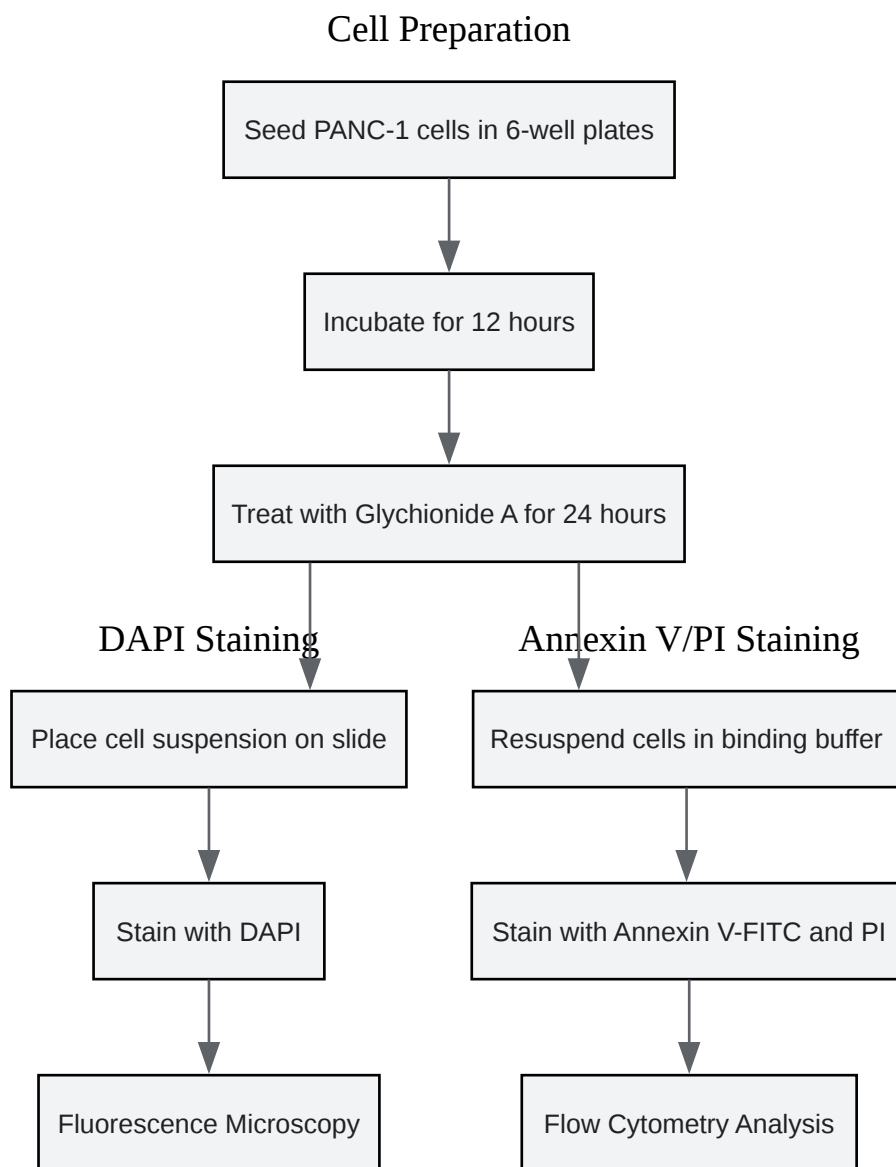 Cell Preparation
Seed PANC-1 cells in 6-well plates
Incubate for 12 hours
Treat with Glychionide A for 24 hours
DAPI Staining
Annexin V/PI Staining
Place cell suspension on slide
Resuspend cells in binding buffer
Stain with DAPI
Stain with Annexin V-FITC and PI
Fluorescence Microscopy
Flow Cytometry Analysis